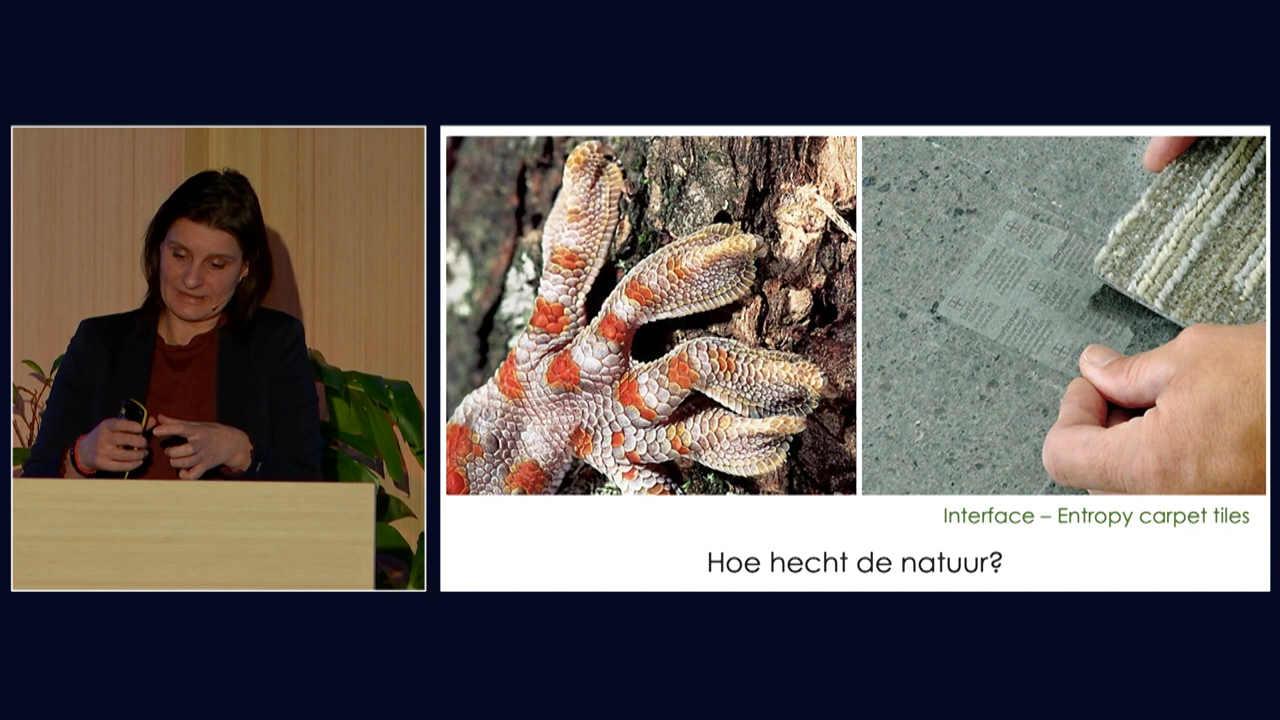 Interface – Entropy carpet tiles
Hoe hecht de natuur?